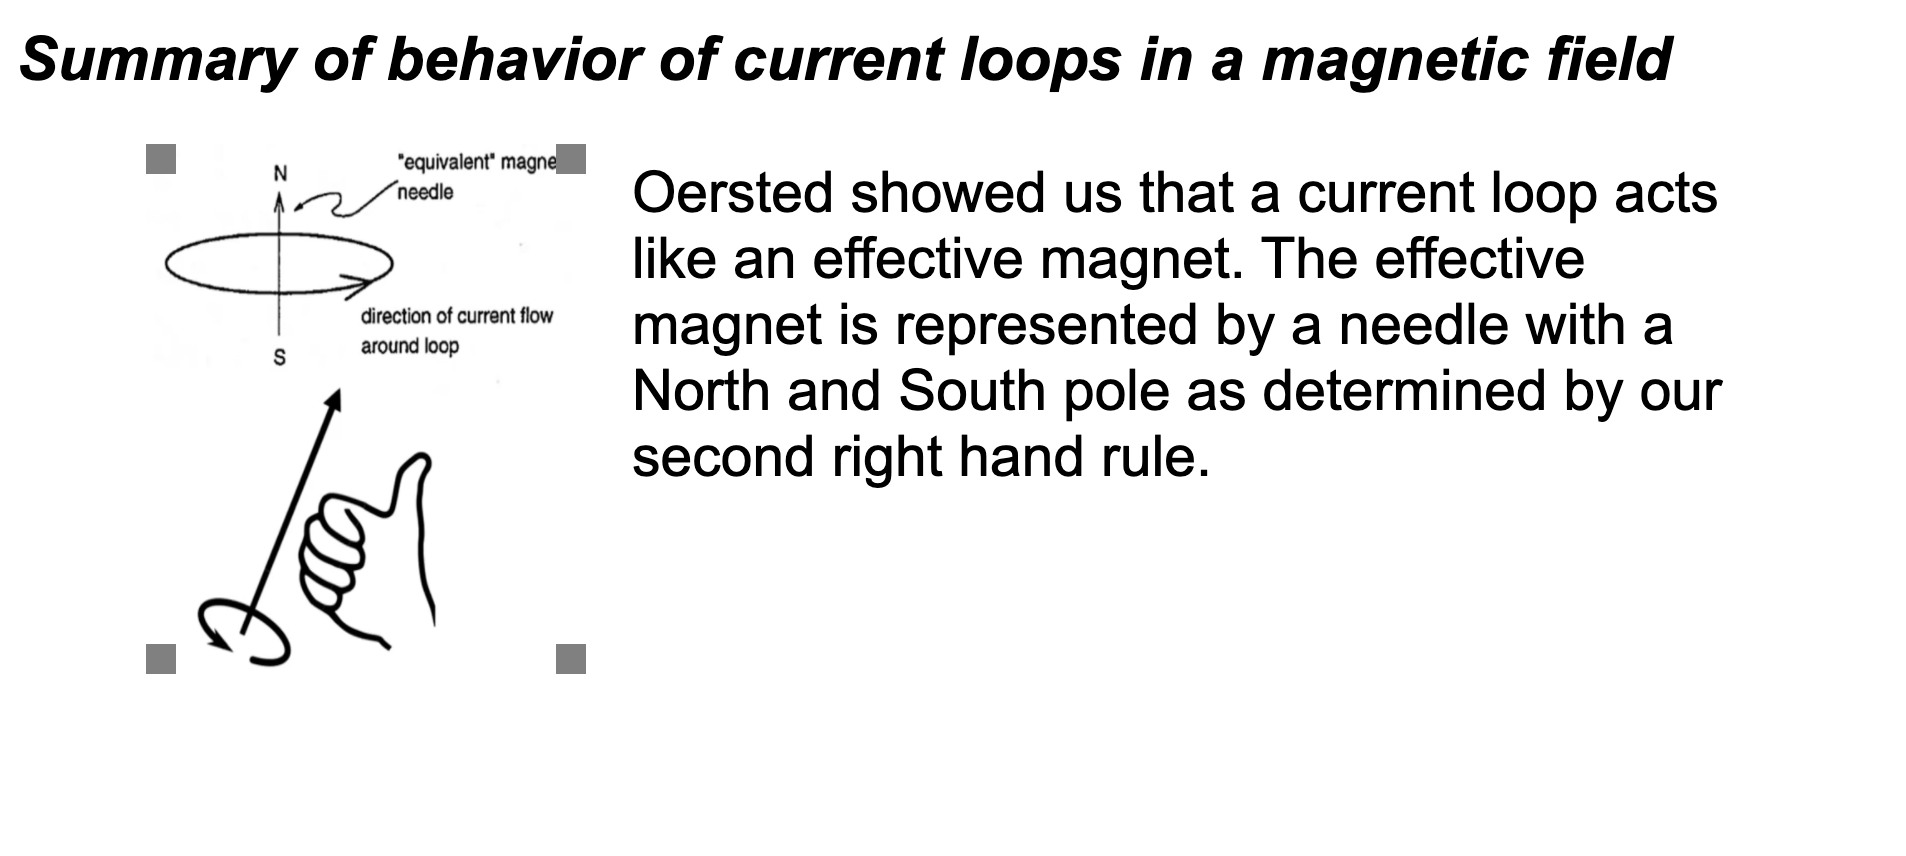 Summary of behavior of current loops in a magnetic field
"equivalent" magne
needle
N
S
direction of current flow
around loop
Oersted showed us that a current loop acts
like an effective magnet. The effective
magnet is represented by a needle with a
North and South pole as determined by our
second right hand rule.